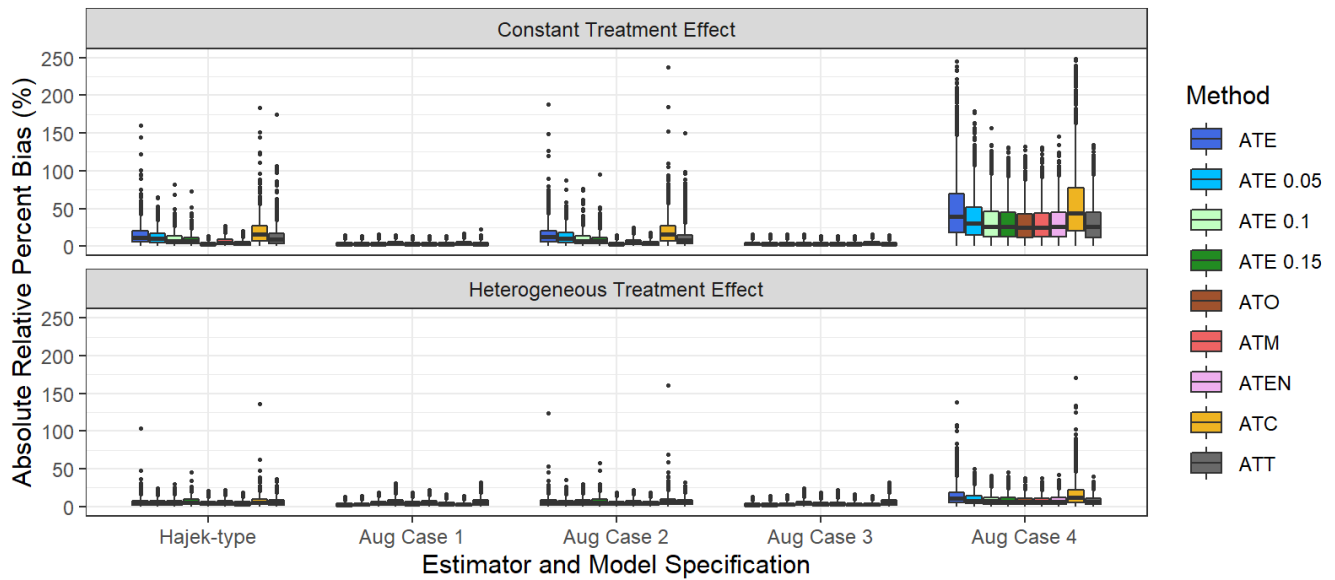 Constant Treatment Effect
250
200
150
100
50
0
Heterogeneous Treatment Effect
250
200
150
100
50
0
Absolute Relative Percent Bias (%)
Hajek-type
Aug Case 1
Aug Case 2
Aug Case 3
Aug Case 4
Estimator and Model Specification
Method
ATE
ATE 0.05
ATE 0.1
ATE 0.15
ATO
ATM
ATEN
ATC
ATT